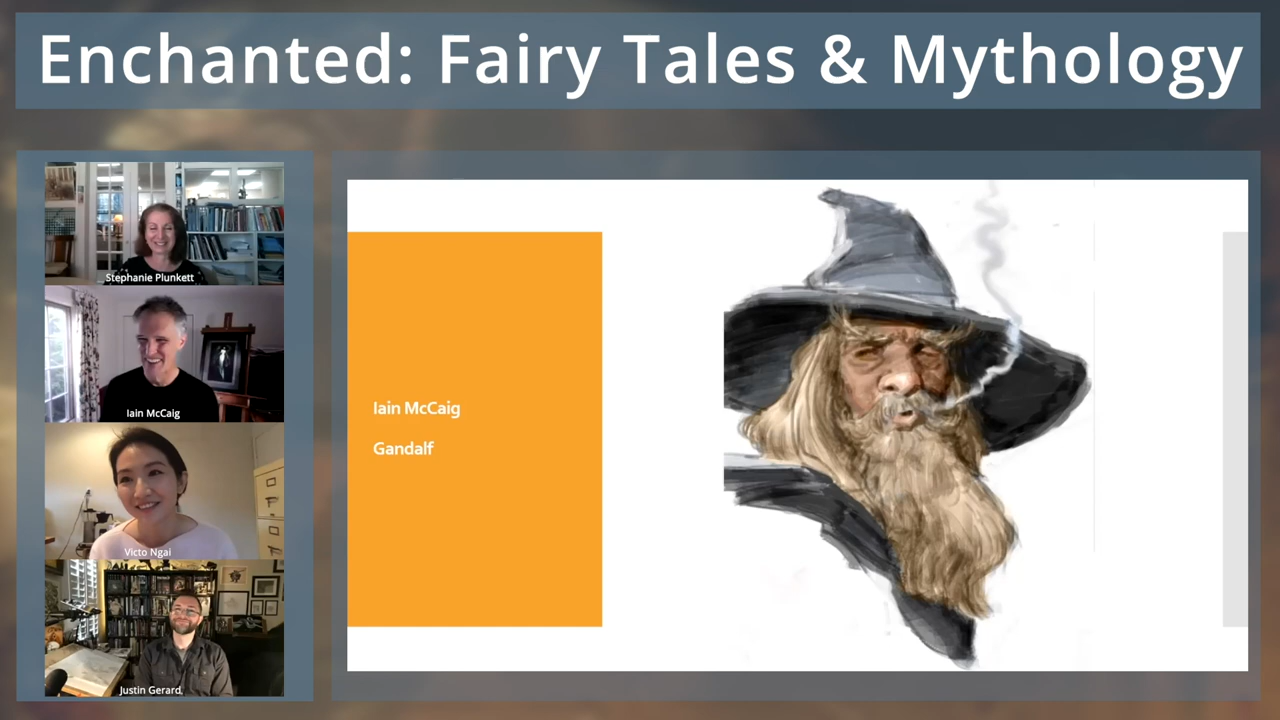 Enchanted: Fairy Tales & Mythology
Stephanie Plunkett
Iain McCaig
Victo Ngai
Justin Gerard
Iain McCaig
Gandalf